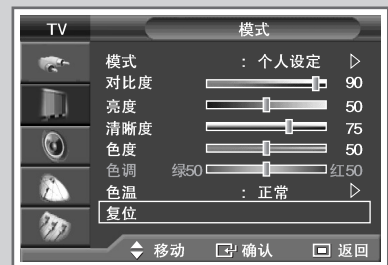 TV 模式
模式 : 个人设定
对比度 90
亮度 50
清晰度 75
色度 50
色调 绿50 红50
色温 : 正常
复位
移动 确认 返回